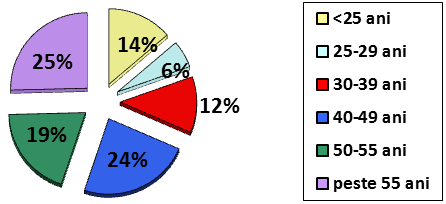 14%
6%
12%
24%
19%
25%
<25 ani
25-29 ani
30-39 ani
40-49 ani
50-55 ani
peste 55 ani